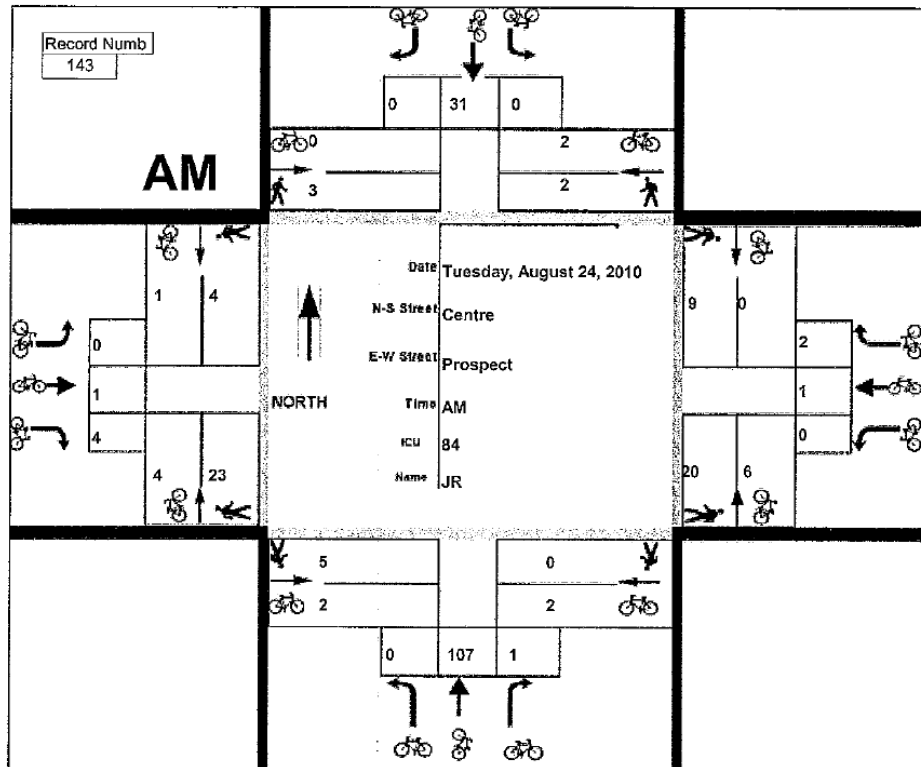 Record Numb
143
0 31 0
0 2
AM
3 2
Date Tuesday, August 24, 2010
1 4 9 0
N-S Street Centre
0 2
E-W Street Prospect
1 1
NORTH Time AM
4 0
ICU 84
4 23 20 6
Name JR
5 0
2 2
0 107 1